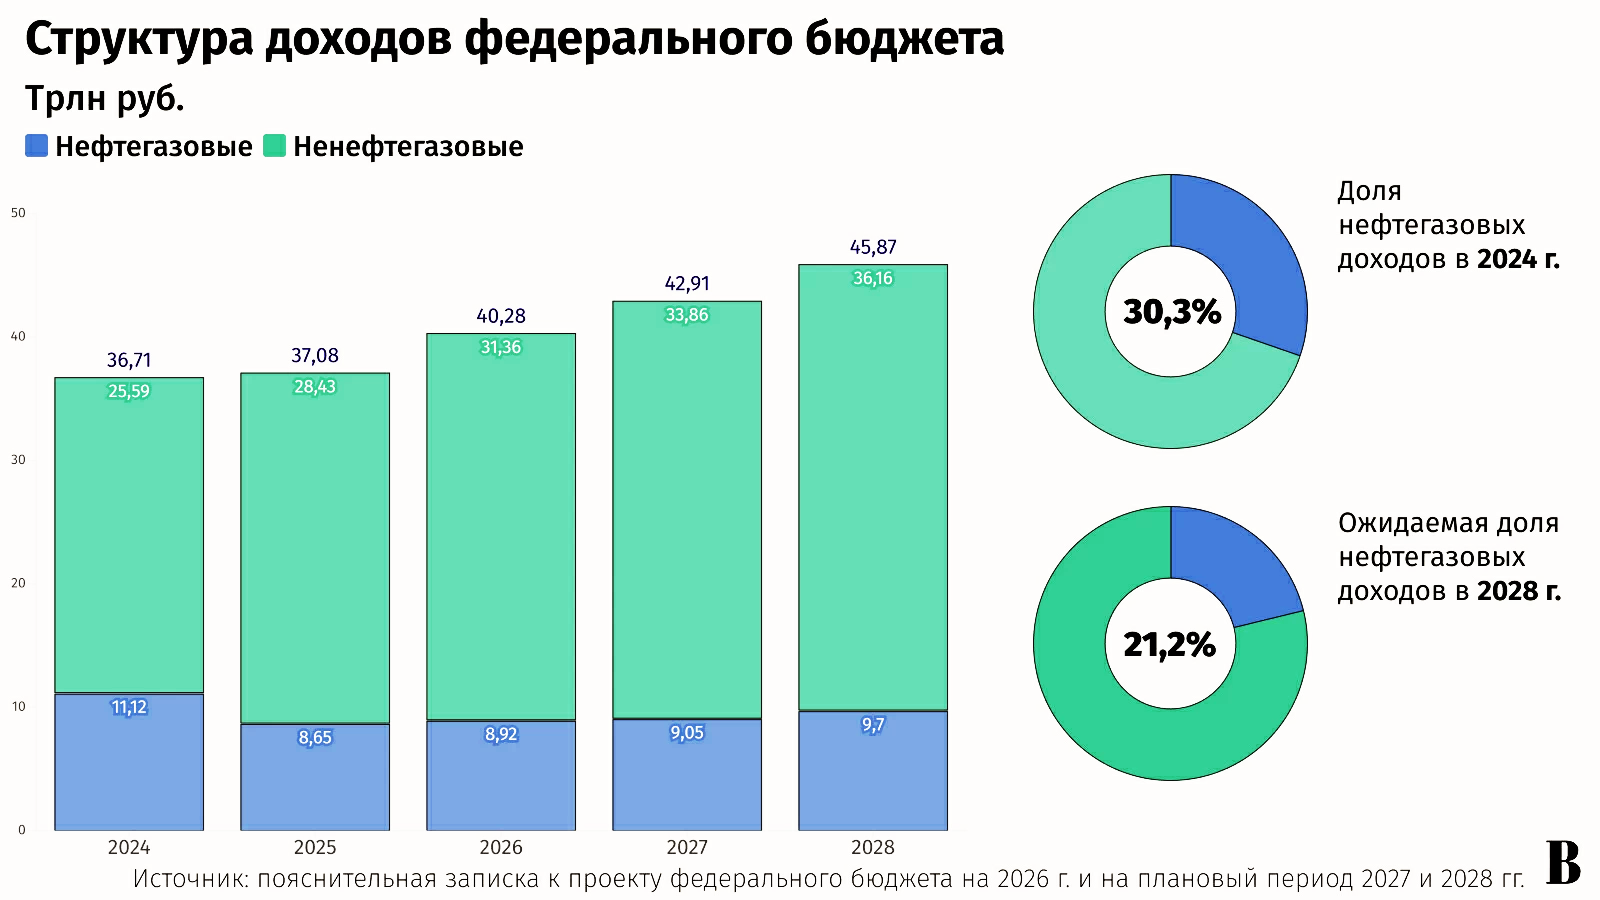 Структура доходов федерального бюджета
Трлн руб.
Нефтегазовые Ненефтегазовые
50
40
30
20
10
0
36,71
25,59
11,12
2024
37,08
28,43
8,65
2025
40,28
31,36
8,92
2026
42,91
33,86
9,05
2027
45,87
36,16
9,7
2028
30,3%
Доля
нефтегазовых
доходов в 2024 г.
21,2%
Ожидаемая доля
нефтегазовых
доходов в 2028 г.
Источник: пояснительная записка к проекту федерального бюджета на 2026 г. и на плановый период 2027 и 2028 гг.
В